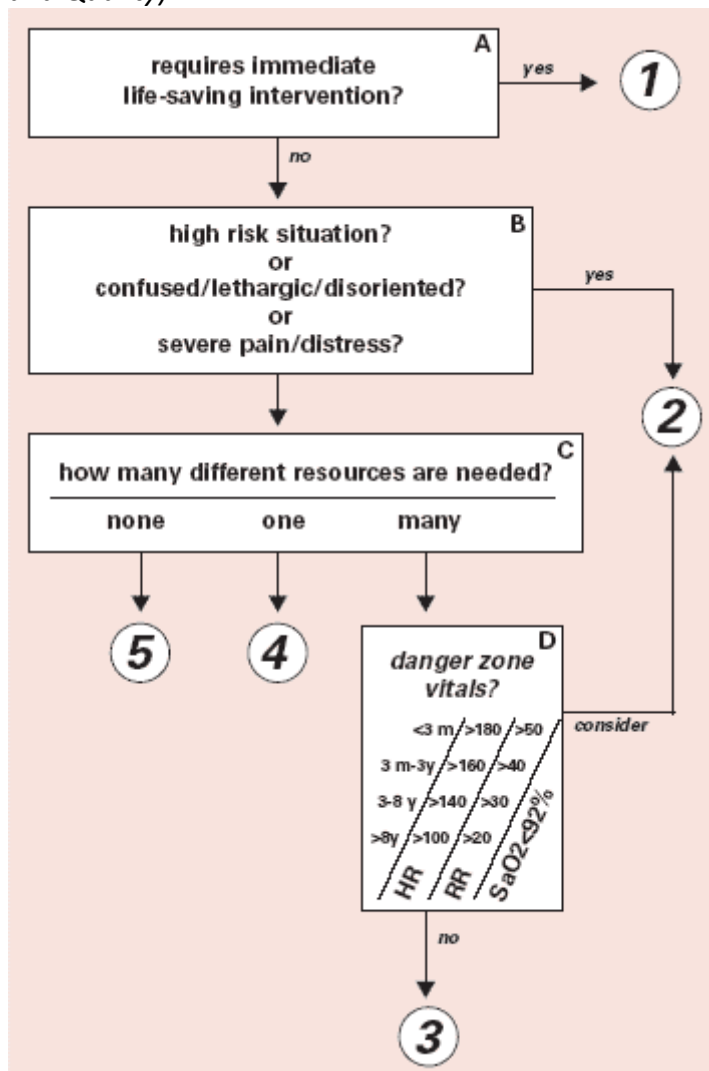 A
requires immediate
life-saving intervention?
yes
1
no
B
high risk situation?
or
confused/lethargic/disoriented?
or
severe pain/distress?
yes
2
C
how many different resources are needed?
none one many
5
4
D
danger zone
vitals?
<3 m >180 >50
3 m-3y >160 >40
3-8 y >140 >30
>8y >100 >20
HR RR SaO2<92%
consider
no
3